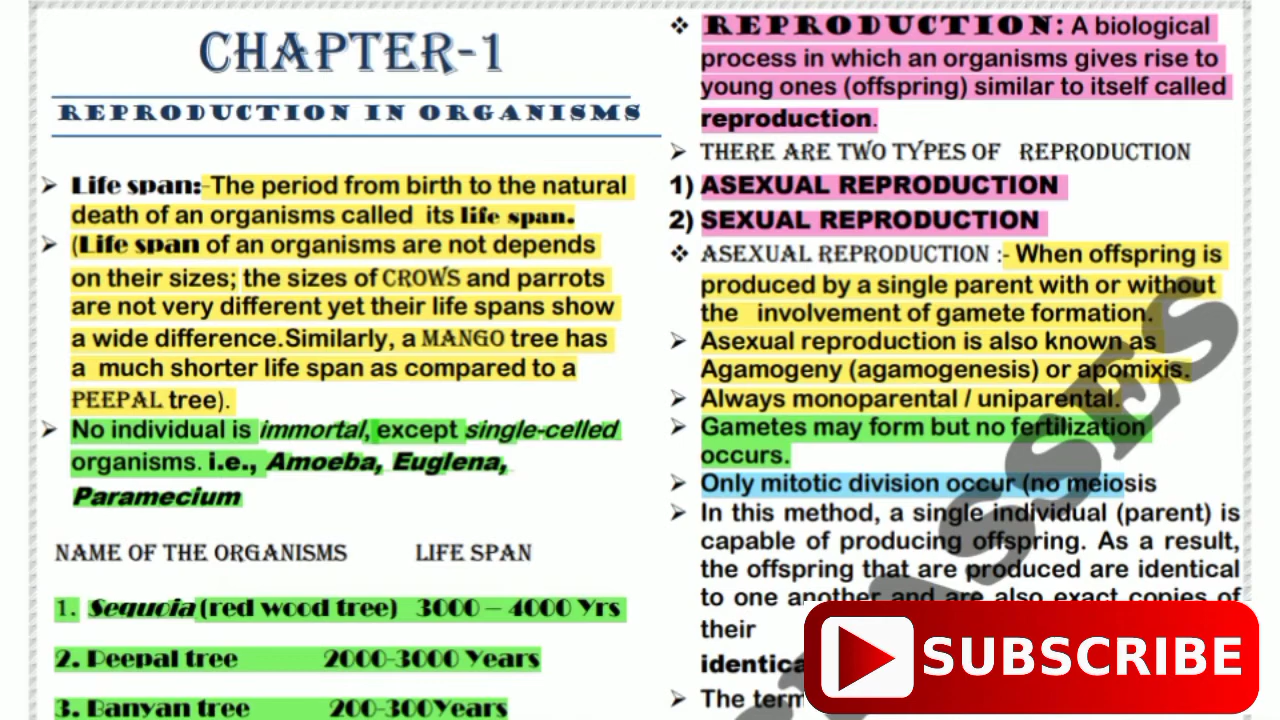 CHAPTER-1
REPRODUCTION IN ORGANISMS
➢ Life span:-The period from birth to the natural
death of an organisms called its life span.
➢ (Life span of an organisms are not depends
on their sizes; the sizes of CROWS and parrots
are not very different yet their life spans show
a wide difference.Similarly, a MANGO tree has
a much shorter life span as compared to a
PEEPAL tree).
➢ No individual is immortal, except single-celled
organisms. i.e., Amoeba, Euglena,
Paramecium
NAME OF THE ORGANISMS LIFE SPAN
1. Sequoia (red wood tree) 3000 – 4000 Yrs
2. Peepal tree 2000-3000 Years
3. Banyan tree 200-300Years
❖ REPRODUCTION: A biological
process in which an organisms gives rise to
young ones (offspring) similar to itself called
reproduction.
➢ THERE ARE TWO TYPES OF REPRODUCTION
1) ASEXUAL REPRODUCTION
2) SEXUAL REPRODUCTION
❖ ASEXUAL REPRODUCTION :- When offspring is
produced by a single parent with or without
the involvement of gamete formation.
➢ Asexual reproduction is also known as
Agamogeny (agamogenesis) or apomixis.
➢ Always monoparental / uniparental.
➢ Gametes may form but no fertilization
occurs.
➢ Only mitotic division occur (no meiosis
➢ In this method, a single individual (parent) is
capable of producing offspring. As a result,
the offspring that are produced are identical
to one another and are also exact copies of
their
➢ The term
SUBSCRIBE